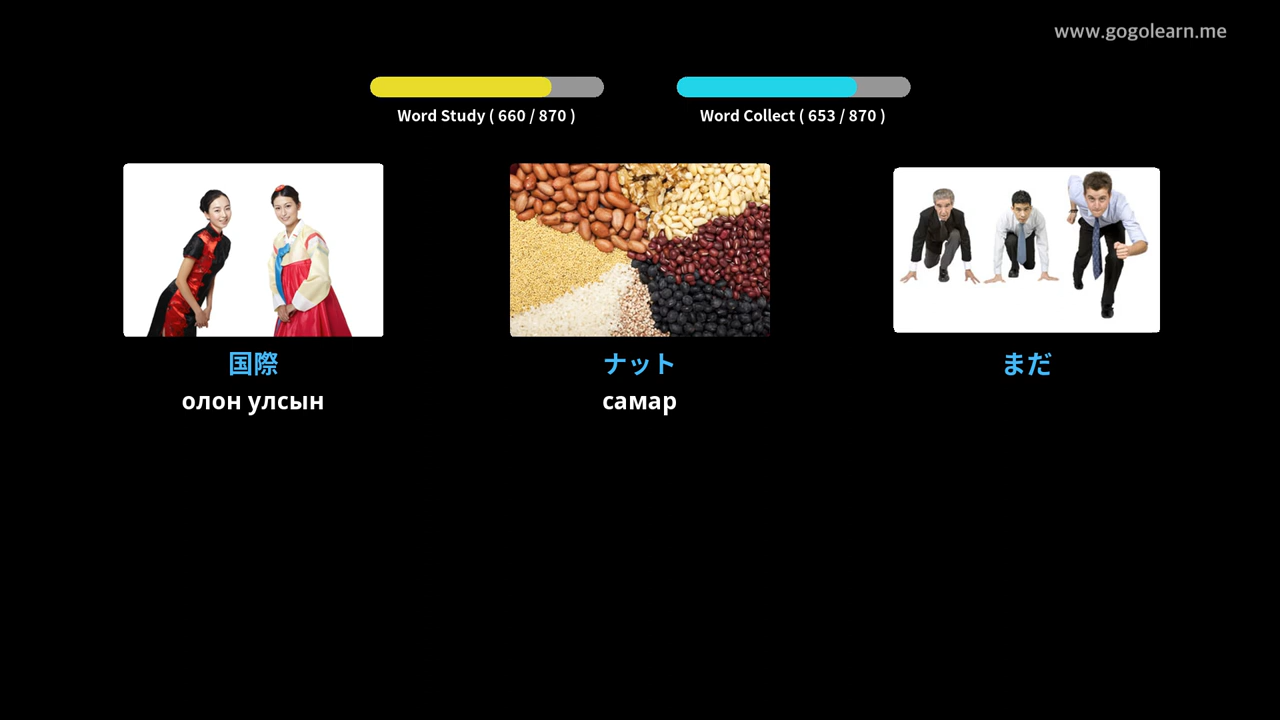 www.gogolearn.me
Word Study ( 660 / 870 )
Word Collect ( 653 / 870 )
国際
ナット
まだ
олон улсын
самар